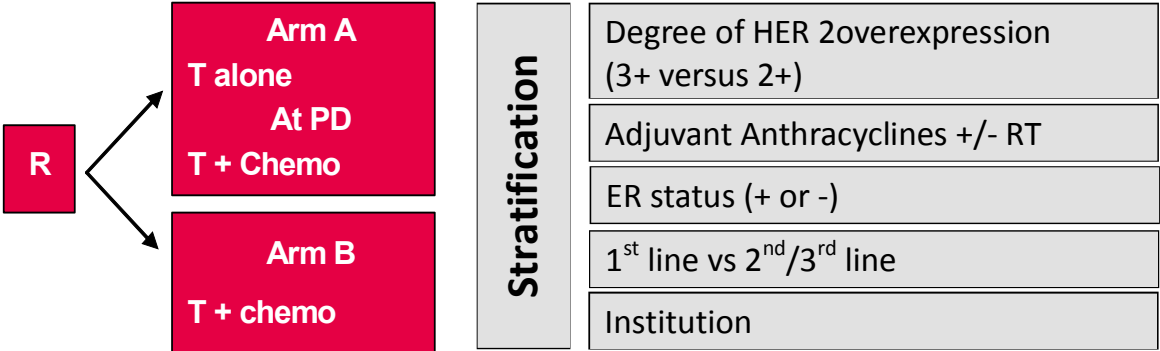 R
Arm A
T alone
At PD
T + Chemo
Arm B
T + chemo
Stratification
Degree of HER 2overexpression
(3+ versus 2+)
Adjuvant Anthracyclines +/- RT
ER status (+ or -)
1st line vs 2nd/3rd line
Institution